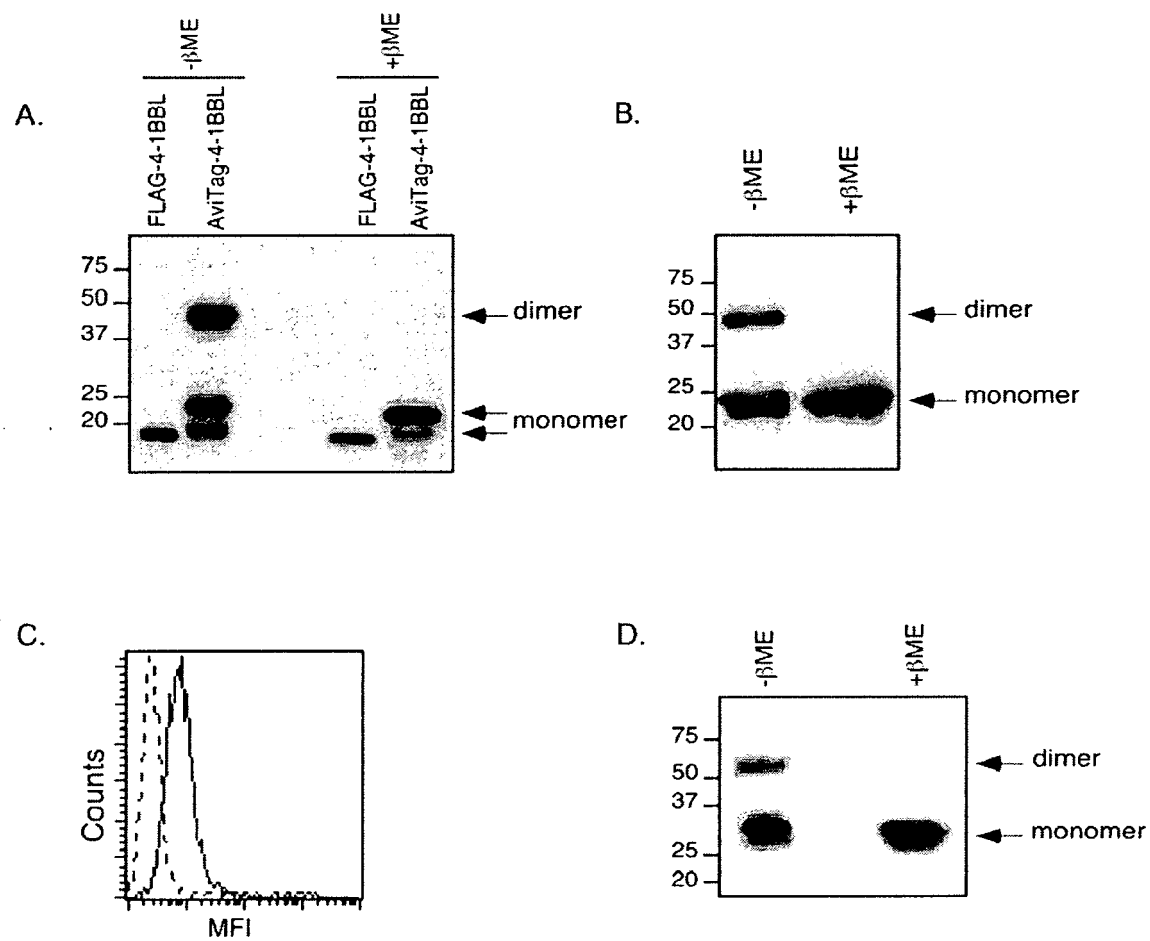 A.
-βME
+βME
FLAG-4-1BBL
AviTag-4-1BBL
FLAG-4-1BBL
AviTag-4-1BBL
75
50
37
25
20
dimer
monomer
B.
-βME
+βME
75
50
37
25
20
dimer
monomer
C.
Counts
MFI
D.
-βME
+βME
75
50
37
25
20
dimer
monomer